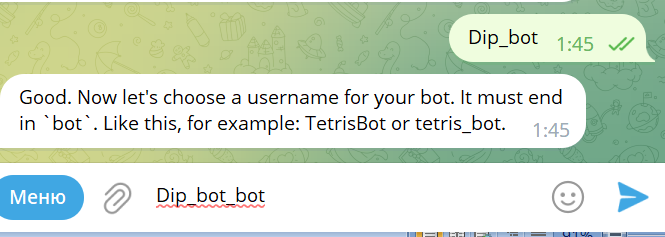 Dip_bot 1:45
Good. Now let's choose a username for your bot. It must end
in `bot`. Like this, for example: TetrisBot or tetris_bot. 1:45
Меню Dip_bot_bot
91%